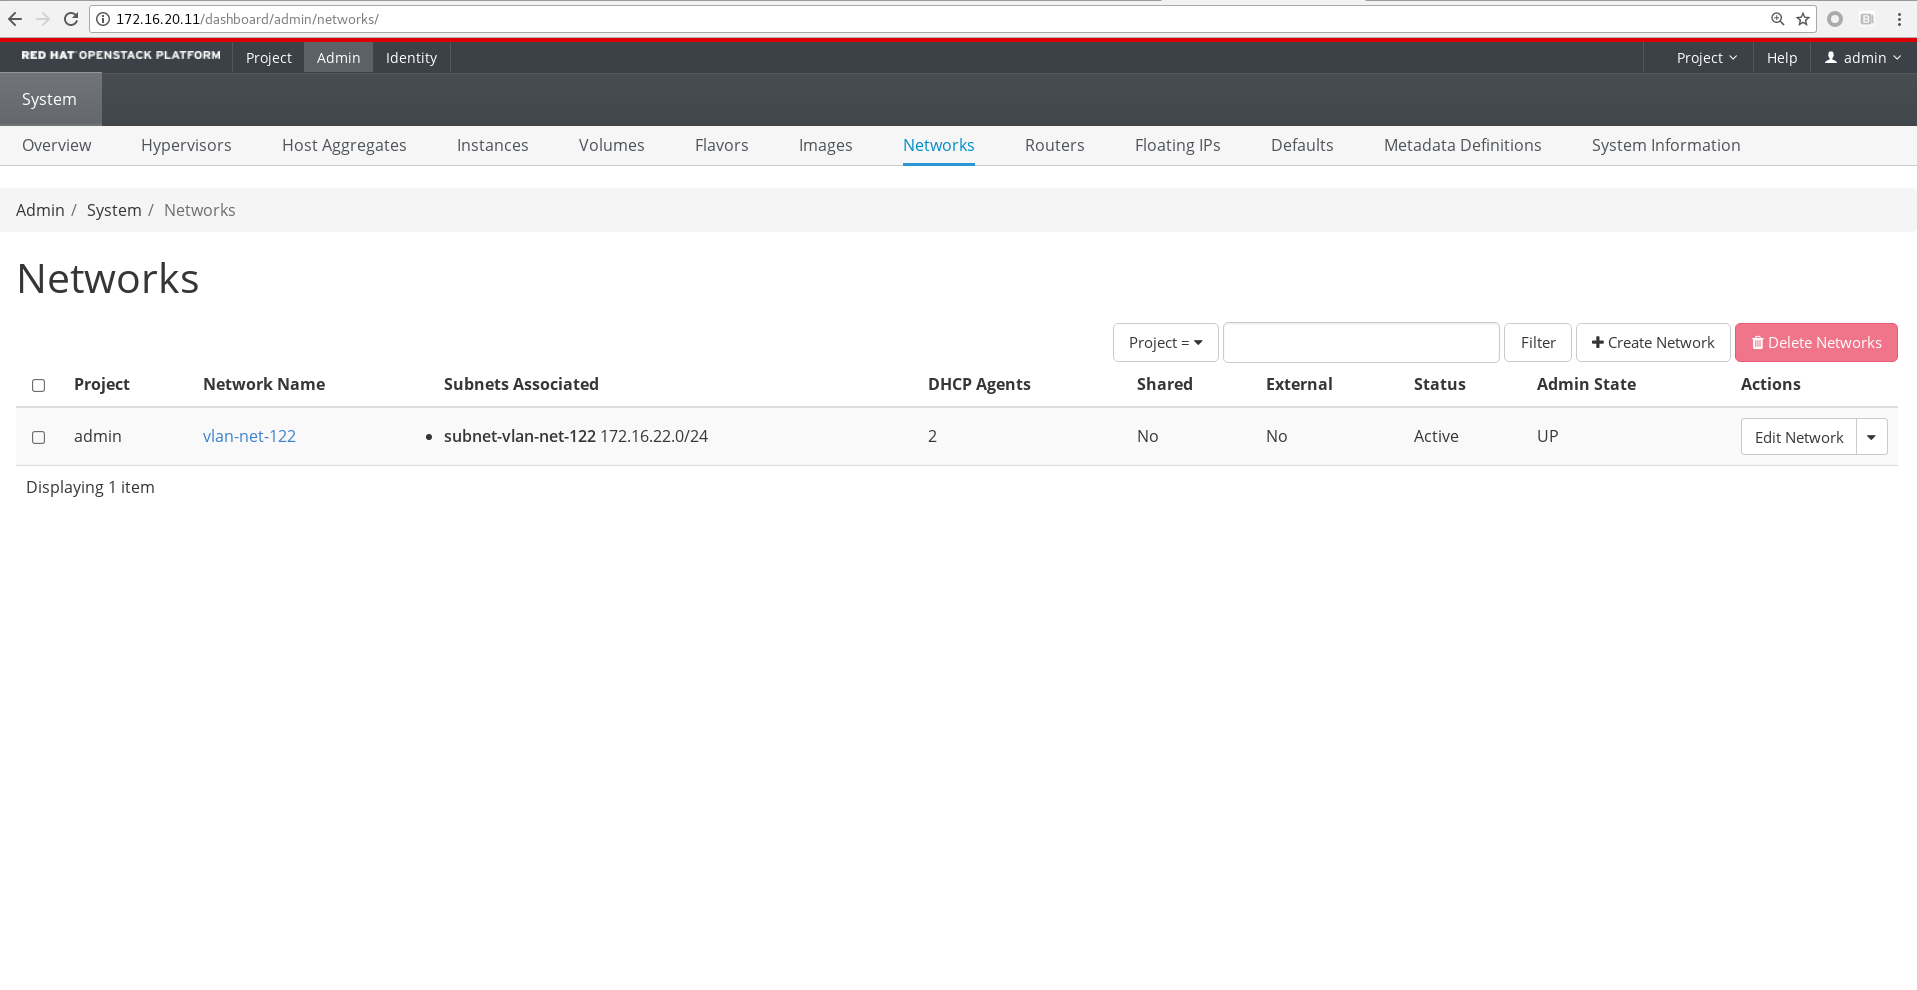 172.16.20.11/dashboard/admin/networks/
RED HAT OPENSTACK PLATFORM Project Admin Identity Project Help admin
System
Overview Hypervisors Host Aggregates Instances Volumes Flavors Images Networks Routers Floating IPs Defaults Metadata Definitions System Information
Admin / System / Networks
Networks
Project = Filter Create Network Delete Networks
Project Network Name Subnets Associated DHCP Agents Shared External Status Admin State Actions
admin vlan-net-122 • subnet-vlan-net-122 172.16.22.0/24 2 No No Active UP Edit Network
Displaying 1 item